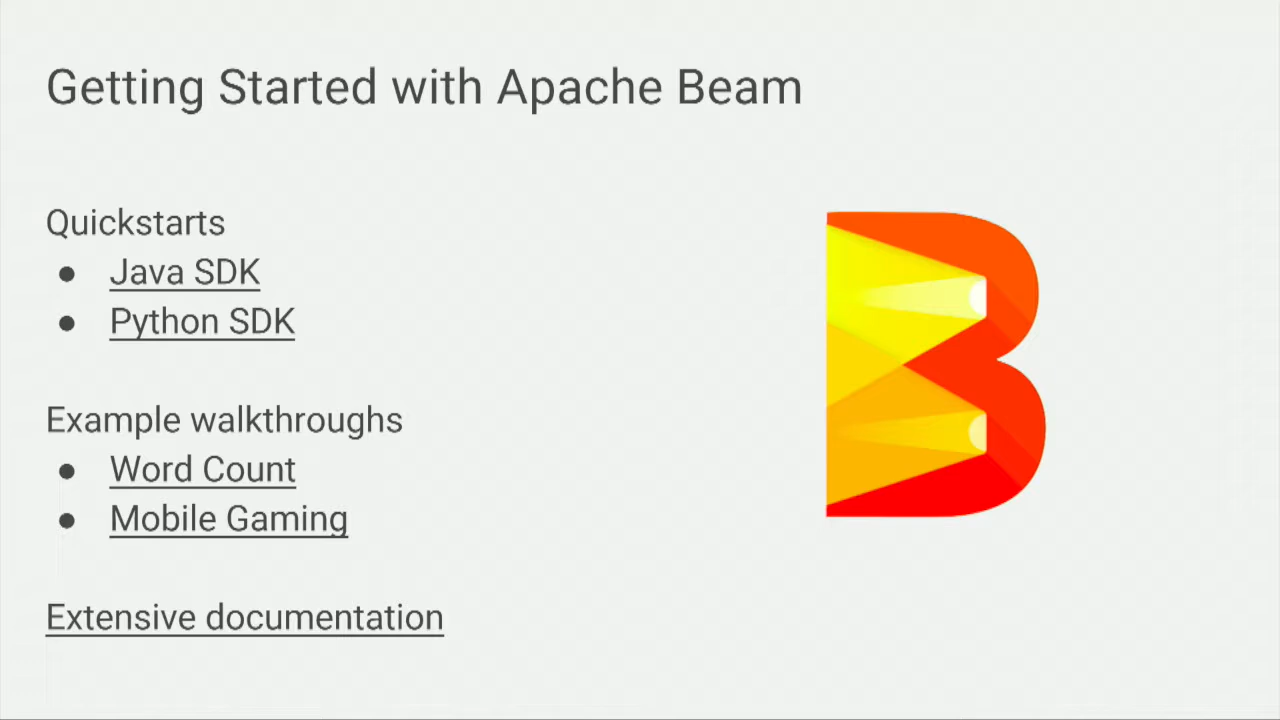 Getting Started with Apache Beam
Quickstarts
● Java SDK
● Python SDK
Example walkthroughs
● Word Count
● Mobile Gaming
Extensive documentation